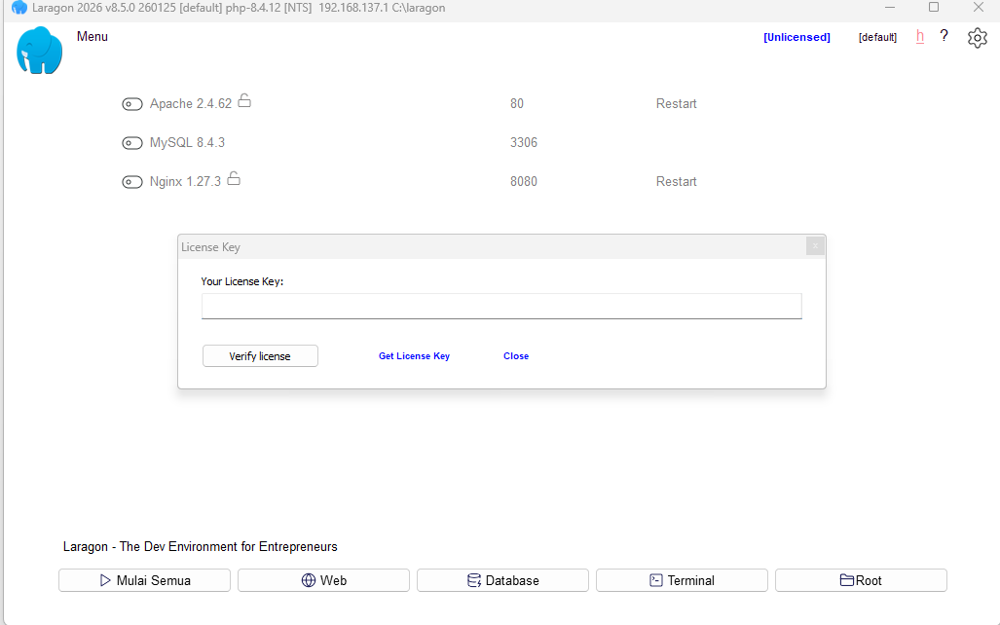 Laragon 2026 v8.5.0 260125 [default] php-8.4.12 [NTS] 192.168.137.1 C:\laragon
Menu [Unlicensed] [default] h ?
Apache 2.4.62 80 Restart
MySQL 8.4.3 3306
Nginx 1.27.3 8080 Restart
License Key x
Your License Key:
Verify license Get License Key Close
Laragon - The Dev Environment for Entrepreneurs
Mulai Semua Web Database Terminal Root